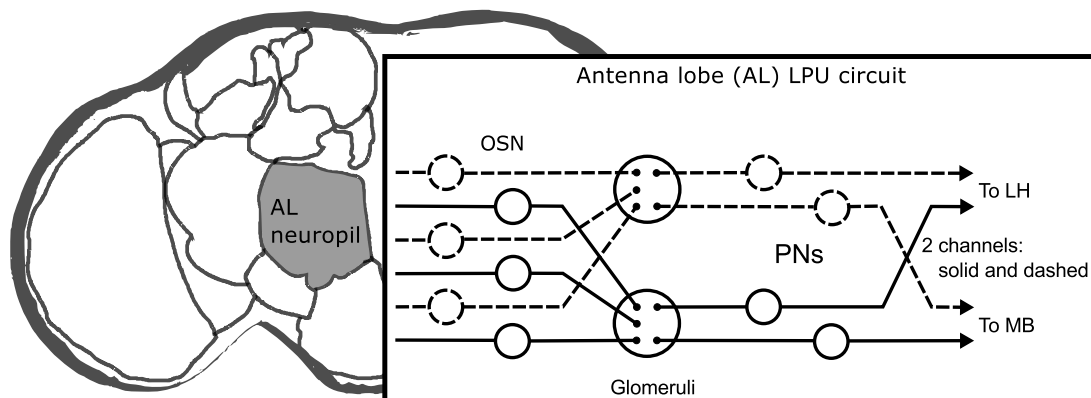 Antenna lobe (AL) LPU circuit
OSN
AL
neuropil
To LH
PNs
2 channels:
solid and dashed
To MB
Glomeruli